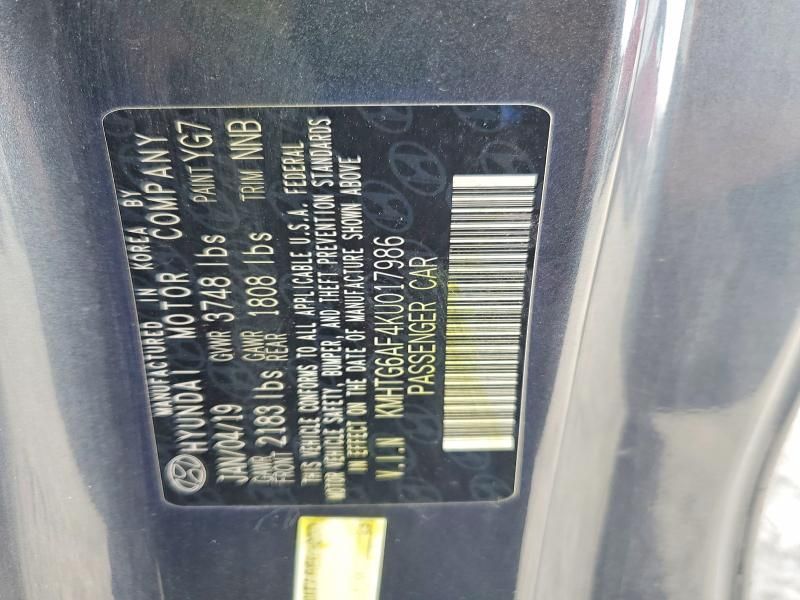 MANUFACTURED IN KOREA BY
HYUNDAI MOTOR COMPANY
JAN/04/19 GVWR 3748 lbs PAINT YG7
GAWR FRONT 2183 lbs GAWR REAR 1808 lbs TRIM NNB
THIS VEHICLE CONFORMS TO ALL APPLICABLE U.S.A. FEDERAL
MOTOR VEHICLE SAFETY, BUMPER, AND THEFT PREVENTION STANDARDS
IN EFFECT ON THE DATE OF MANUFACTURE SHOWN ABOVE
V.I.N KMHTG6AF4KU017986
PASSENGER CAR